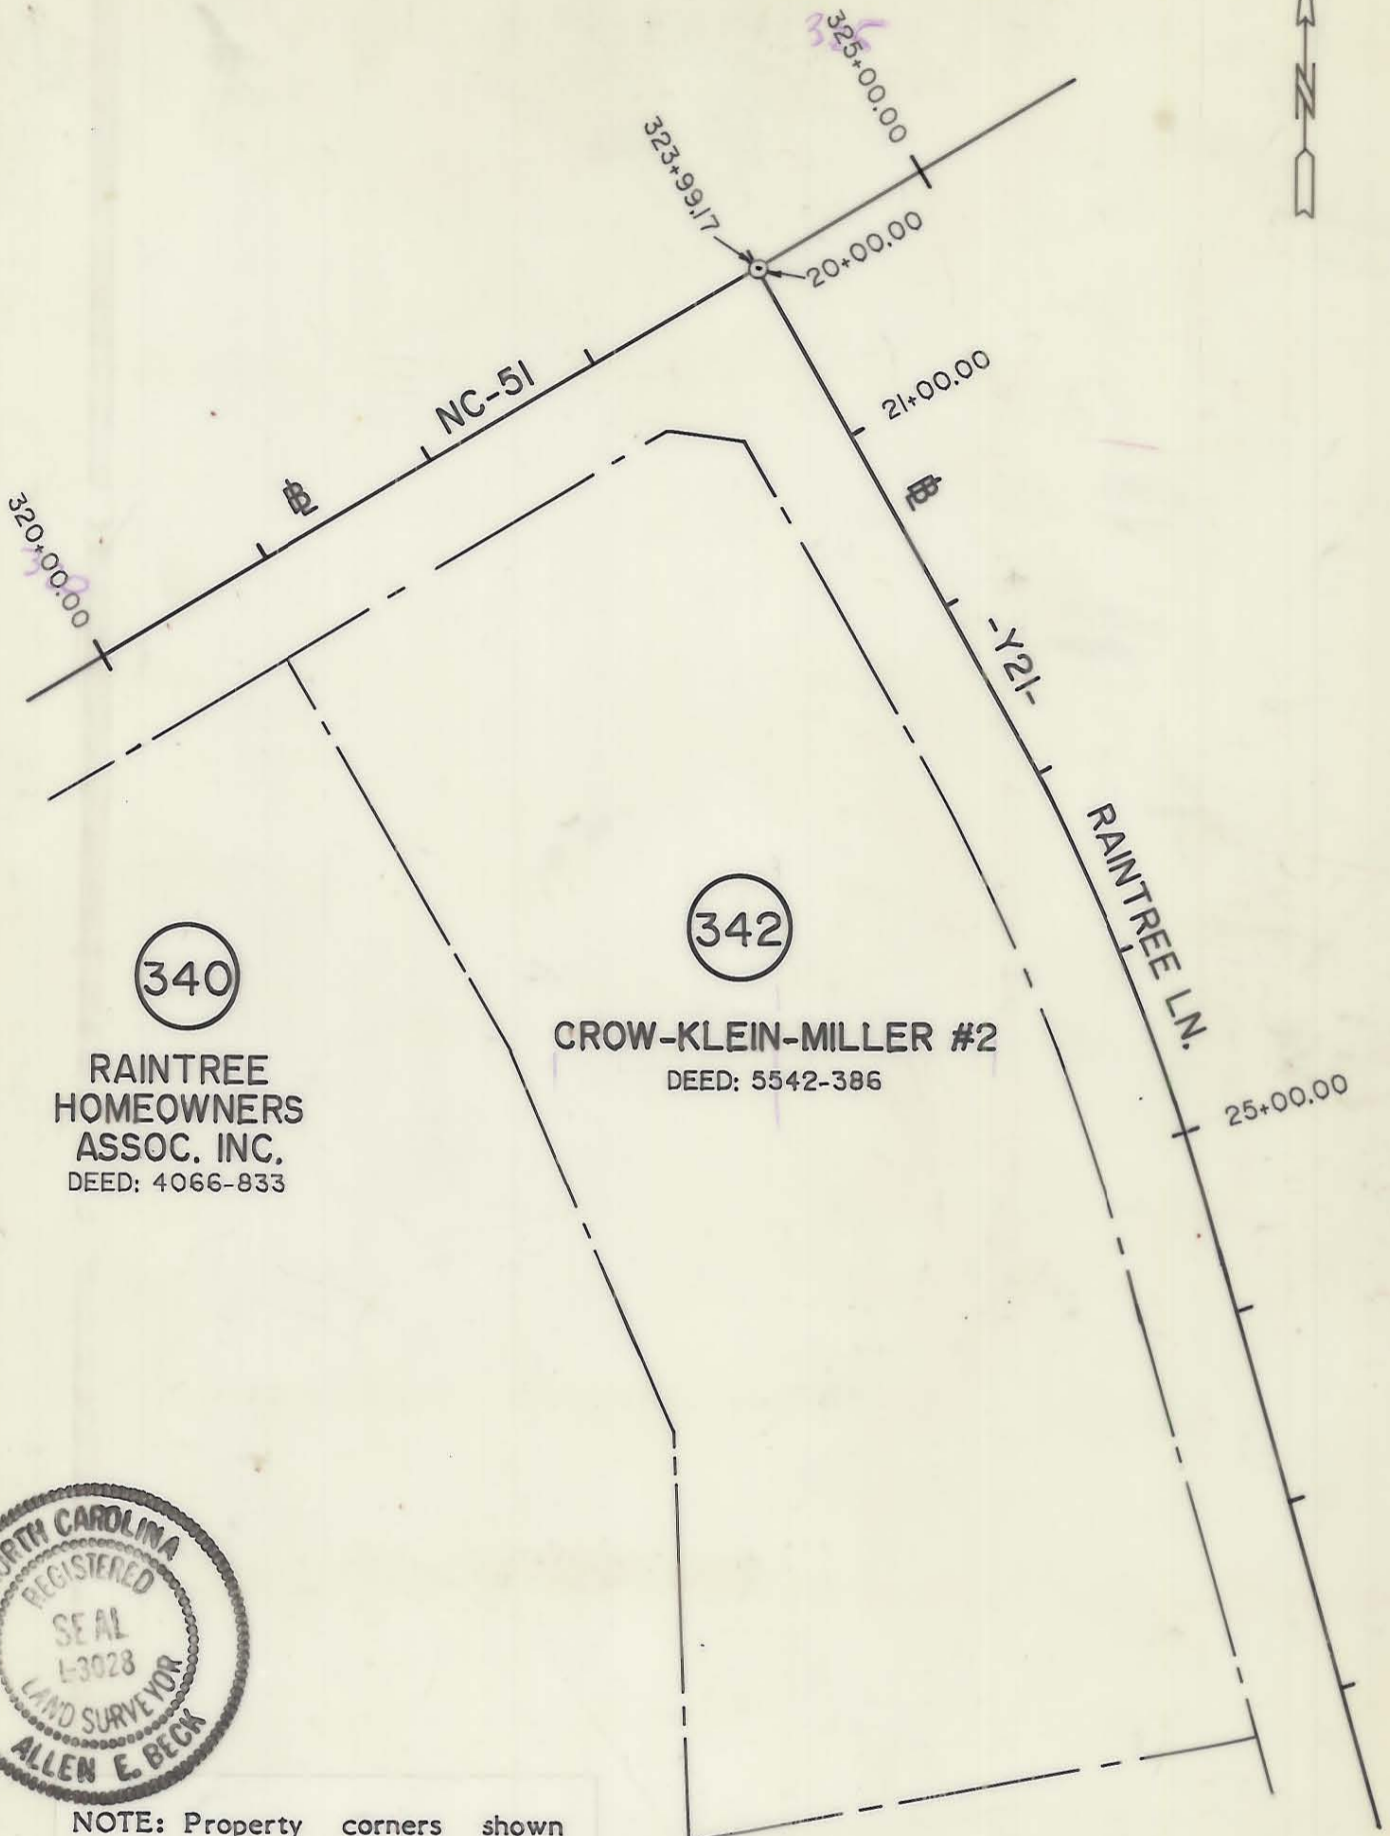 325+00.00
N
323+99.17
20+00.00
21+00.00
NC-51
BL
320+00.00
BL
-Y21-
RAINTREE LN.
342
CROW-KLEIN-MILLER #2
DEED: 5542-386
340
RAINTREE
HOMEOWNERS
ASSOC. INC.
DEED: 4066-833
25+00.00
NORTH CAROLINA
REGISTERED
SEAL
L-3028
LAND SURVEYOR
ALLEN E. BECK
NOTE: Property corners shown